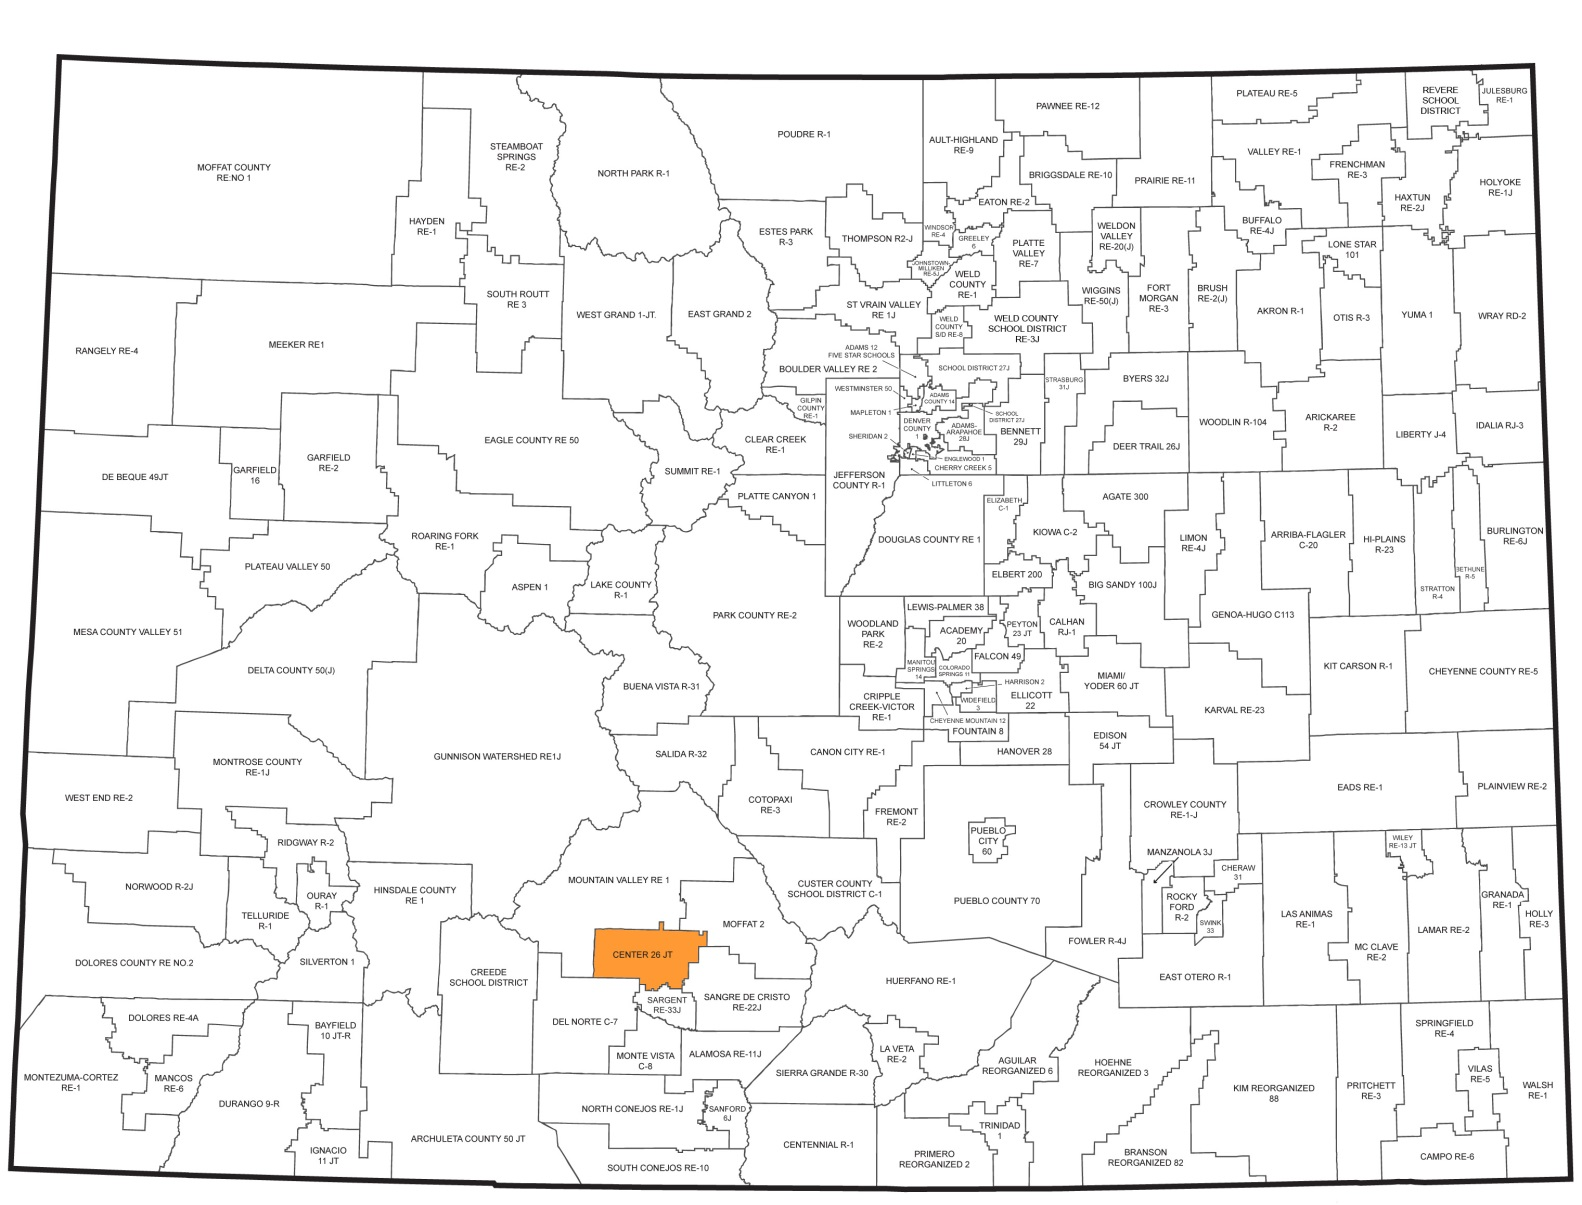 MOFFAT COUNTY
RE:NO 1
HAYDEN
RE-1
STEAMBOAT
SPRINGS
RE-2
NORTH PARK R-1
POUDRE R-1
AULT-HIGHLAND
RE-9
PAWNEE RE-12
BRIGGSDALE RE-10
PRAIRIE RE-11
PLATEAU RE-5
REVERE
SCHOOL
DISTRICT
JULESBURG
RE-1
VALLEY RE-1
FRENCHMAN
RE-3
HAXTUN
RE-2J
HOLYOKE
RE-1J
EATON RE-2
ESTES PARK
R-3
THOMPSON R2-J
WINDSOR
RE-4
GREELEY
6
PLATTE
VALLEY
RE-7
WELDON
VALLEY
RE-20(J)
BUFFALO
RE-4J
LONE STAR
101
JOHNSTOWN-
MILLIKEN
RE-5J
WELD
COUNTY
RE-1
WIGGINS
RE-50(J)
FORT
MORGAN
RE-3
BRUSH
RE-2(J)
AKRON R-1
OTIS R-3
YUMA 1
WRAY RD-2
SOUTH ROUTT
RE 3
WEST GRAND 1-JT.
EAST GRAND 2
ST VRAIN VALLEY
RE 1J
WELD
COUNTY
S/D RE-8
WELD COUNTY
SCHOOL DISTRICT
RE-3J
RANGELY RE-4
MEEKER RE1
ADAMS 12
FIVE STAR SCHOOLS
BOULDER VALLEY RE 2
SCHOOL DISTRICT 27J
STRASBURG
31J
BYERS 32J
WESTMINSTER 50
ADAMS
COUNTY 14
MAPLETON 1
SCHOOL
DISTRICT 27J
GILPIN
COUNTY
RE-1
DENVER
COUNTY
1
ADAMS-
ARAPAHOE
28J
BENNETT
29J
DEER TRAIL 26J
WOODLIN R-104
ARICKAREE
R-2
LIBERTY J-4
IDALIA RJ-3
SHERIDAN 2
ENGLEWOOD 1
CHERRY CREEK 5
LITTLETON 6
EAGLE COUNTY RE 50
CLEAR CREEK
RE-1
SUMMIT RE-1
JEFFERSON
COUNTY R-1
DE BEQUE 49JT
GARFIELD
16
GARFIELD
RE-2
PLATTE CANYON 1
DOUGLAS COUNTY RE 1
ELIZABETH
C-1
KIOWA C-2
AGATE 300
LIMON
RE-4J
ARRIBA-FLAGLER
C-20
HI-PLAINS
R-23
STRATTON
R-4
BETHUNE
R-5
BURLINGTON
RE-6J
ROARING FORK
RE-1
PLATEAU VALLEY 50
ASPEN 1
LAKE COUNTY
R-1
PARK COUNTY RE-2
ELBERT 200
BIG SANDY 100J
GENOA-HUGO C113
MESA COUNTY VALLEY 51
DELTA COUNTY 50(J)
WOODLAND
PARK
RE-2
LEWIS-PALMER 38
ACADEMY
20
PEYTON
23 JT
CALHAN
RJ-1
MANITOU
SPRINGS
14
COLORADO
SPRINGS 11
FALCON 49
HARRISON 2
WIDEFIELD
3
ELLICOTT
22
MIAMI/
YODER 60 JT
KIT CARSON R-1
CHEYENNE COUNTY RE-5
KARVAL RE-23
BUENA VISTA R-31
CRIPPLE
CREEK-VICTOR
RE-1
CHEYENNE MOUNTAIN 12
FOUNTAIN 8
HANOVER 28
EDISON
54 JT
GUNNISON WATERSHED RE1J
SALIDA R-32
CANON CITY RE-1
MONTROSE COUNTY
RE-1J
WEST END RE-2
COTOPAXI
RE-3
FREMONT
RE-2
CROWLEY COUNTY
RE-1-J
EADS RE-1
PLAINVIEW RE-2
PUEBLO
CITY
60
RIDGWAY R-2
MANZANOLA 3J
CHERAW
31
WILEY
RE-13 JT
NORWOOD R-2J
TELLURIDE
R-1
OURAY
R-1
HINSDALE COUNTY
RE 1
MOUNTAIN VALLEY RE 1
CUSTER COUNTY
SCHOOL DISTRICT C-1
PUEBLO COUNTY 70
ROCKY
FORD
R-2
SWINK
33
LAS ANIMAS
RE-1
MC CLAVE
RE-2
LAMAR RE-2
GRANADA
RE-1
HOLLY
RE-3
MOFFAT 2
FOWLER R-4J
DOLORES COUNTY RE NO.2
SILVERTON 1
CREEDE
SCHOOL DISTRICT
CENTER 26 JT
EAST OTERO R-1
HUERFANO RE-1
SARGENT
RE-33J
SANGRE DE CRISTO
RE-22J
DEL NORTE C-7
DOLORES RE-4A
BAYFIELD
10 JT-R
MONTE VISTA
C-8
ALAMOSA RE-11J
LA VETA
RE-2
SIERRA GRANDE R-30
AGUILAR
REORGANIZED 6
HOEHNE
REORGANIZED 3
KIM REORGANIZED
88
PRITCHETT
RE-3
SPRINGFIELD
RE-4
VILAS
RE-5
WALSH
RE-1
MONTEZUMA-CORTEZ
RE-1
MANCOS
RE-6
DURANGO 9-R
NORTH CONEJOS RE-1J
SANFORD
6J
ARCHULETA COUNTY 50 JT
IGNACIO
11 JT
CENTENNIAL R-1
TRINIDAD
1
PRIMERO
REORGANIZED 2
BRANSON
REORGANIZED 82
CAMPO RE-6
SOUTH CONEJOS RE-10